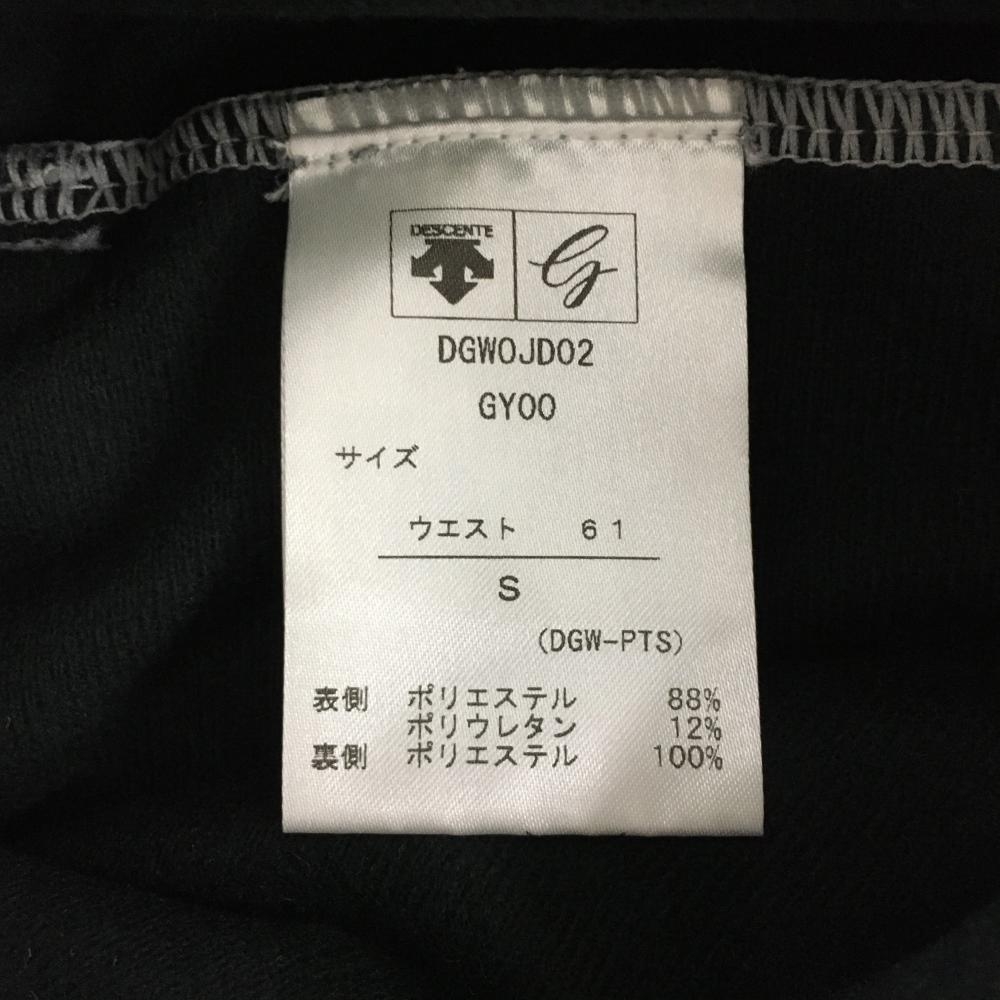 DESCENTE
G
DGWOJD02
GY00
サイズ
ウエスト 61
S
(DGW-PTS)
表側 ポリエステル 88%
ポリウレタン 12%
裏側 ポリエステル 100%